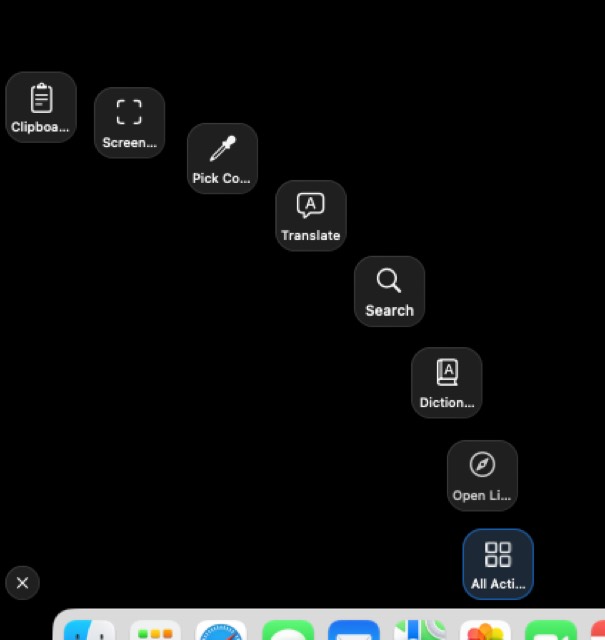 Clipboa...
Screen...
Pick Co...
Translate
Search
Diction...
Open Li...
All Acti...